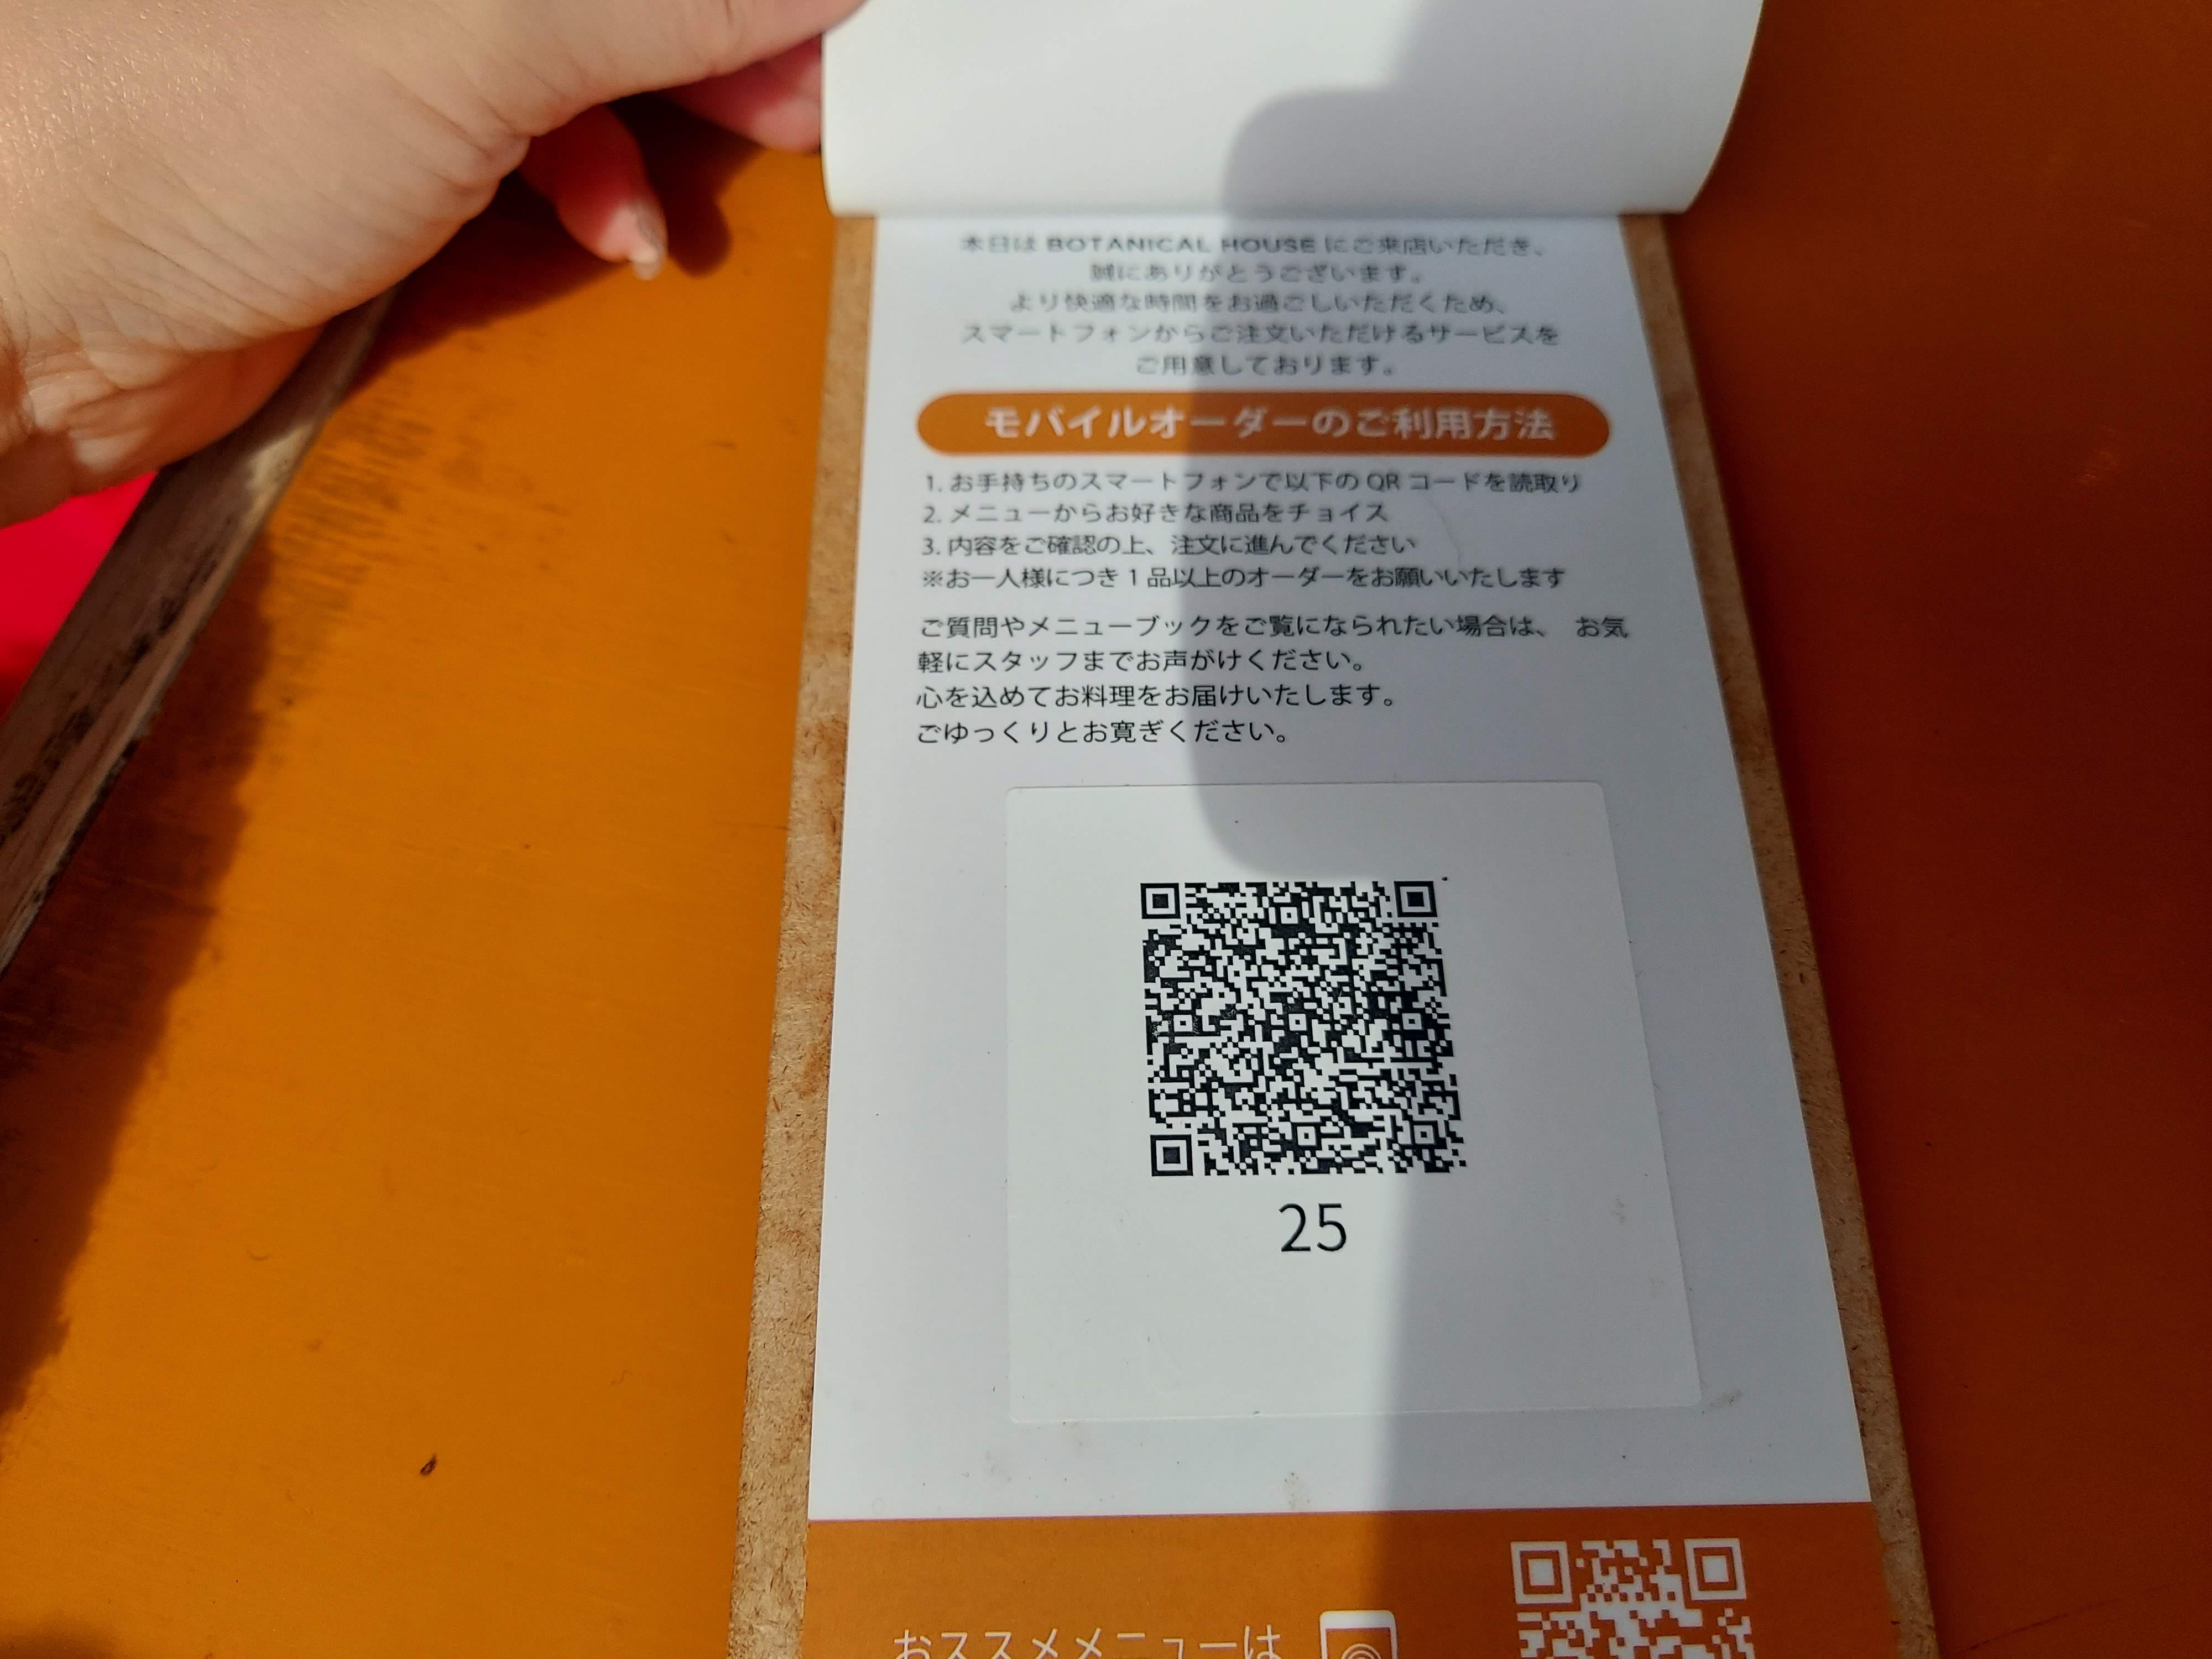 本日は BOTANICAL HOUSE にご来店いただき、
誠にありがとうございます。
より快適な時間をお過ごしいただくため、
スマートフォンからご注文いただけるサービスを
ご用意しております。
モバイルオーダーのご利用方法
1. お手持ちのスマートフォンで以下の QR コードを読取り
2. メニューからお好きな商品をチョイス
3. 内容をご確認の上、注文に進んでください
※お一人様につき 1 品以上のオーダーをお願いいたします
ご質問やメニューブックをご覧になられたい場合は、 お気
軽にスタッフまでお声がけください。
心を込めてお料理をお届けいたします。
ごゆっくりとお寛ぎください。
25
おススメメニューは